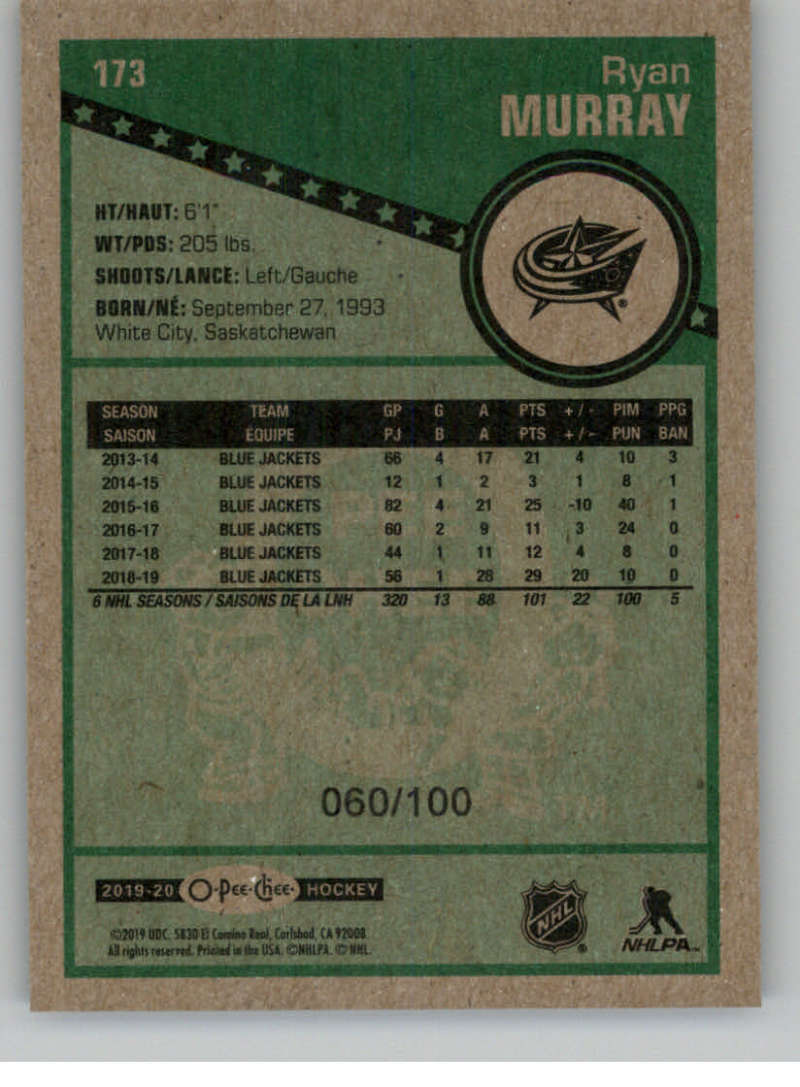 173
Ryan
MURRAY
HT/HAUT: 6'1"
WT/PDS: 205 lbs.
SHOOTS/LANCE: Left/Gauche
BORN/NÉ: September 27, 1993
White City, Saskatchewan
SEASON TEAM GP G A PTS +/- PIM PPG
SAISON ÉQUIPE PJ B A PTS +/- PUN BAN
2013-14 BLUE JACKETS 66 4 17 21 4 10 3
2014-15 BLUE JACKETS 12 1 2 3 1 8 1
2015-16 BLUE JACKETS 82 4 21 25 -10 40 1
2016-17 BLUE JACKETS 60 2 9 11 3 24 0
2017-18 BLUE JACKETS 44 1 11 12 4 8 0
2018-19 BLUE JACKETS 56 1 28 29 20 10 0
6 NHL SEASONS / SAISONS DE LA LNH 320 13 88 101 22 100 5
060/100
2019-20 O-Pee-Chee HOCKEY
©2019 UDC. 5830 El Camino Real, Carlsbad, CA 92008
All rights reserved. Printed in the USA. ©NHLPA. © NHL.
NHL
NHLPA